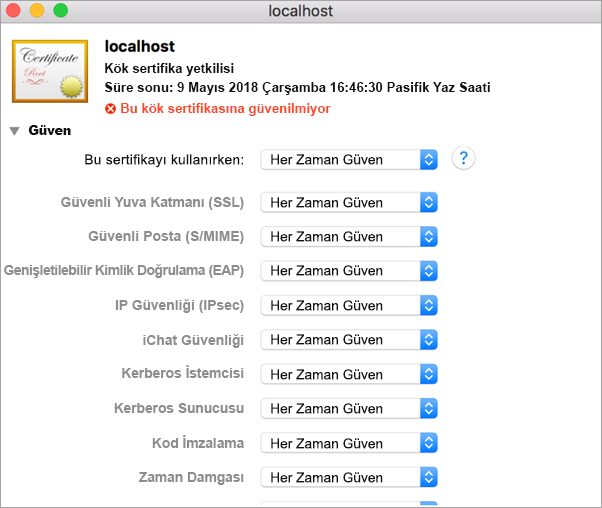 localhost
Certificate
Root
localhost
Kök sertifika yetkilisi
Süre sonu: 9 Mayıs 2018 Çarşamba 16:46:30 Pasifik Yaz Saati
Bu kök sertifikasına güvenilmiyor
Güven
Bu sertifikayı kullanırken: Her Zaman Güven ?
Güvenli Yuva Katmanı (SSL) Her Zaman Güven
Güvenli Posta (S/MIME) Her Zaman Güven
Genişletilebilir Kimlik Doğrulama (EAP) Her Zaman Güven
IP Güvenliği (IPsec) Her Zaman Güven
iChat Güvenliği Her Zaman Güven
Kerberos İstemcisi Her Zaman Güven
Kerberos Sunucusu Her Zaman Güven
Kod İmzalama Her Zaman Güven
Zaman Damgası Her Zaman Güven